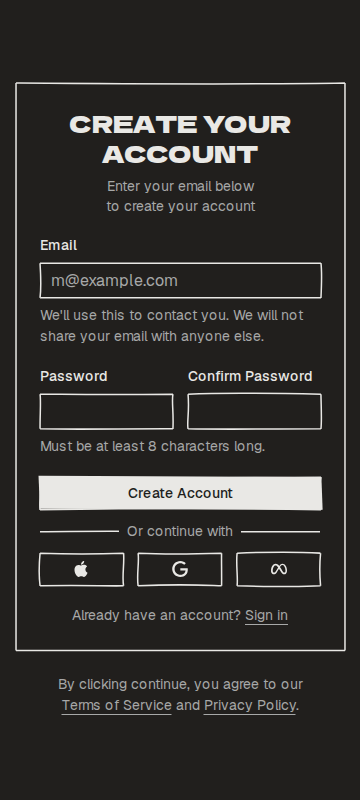 CREATE YOUR
ACCOUNT
Enter your email below
to create your account
Email
m@example.com
We'll use this to contact you. We will not
share your email with anyone else.
Password
Confirm Password
Must be at least 8 characters long.
Create Account
Or continue with
Already have an account? Sign in
By clicking continue, you agree to our
Terms of Service and Privacy Policy.